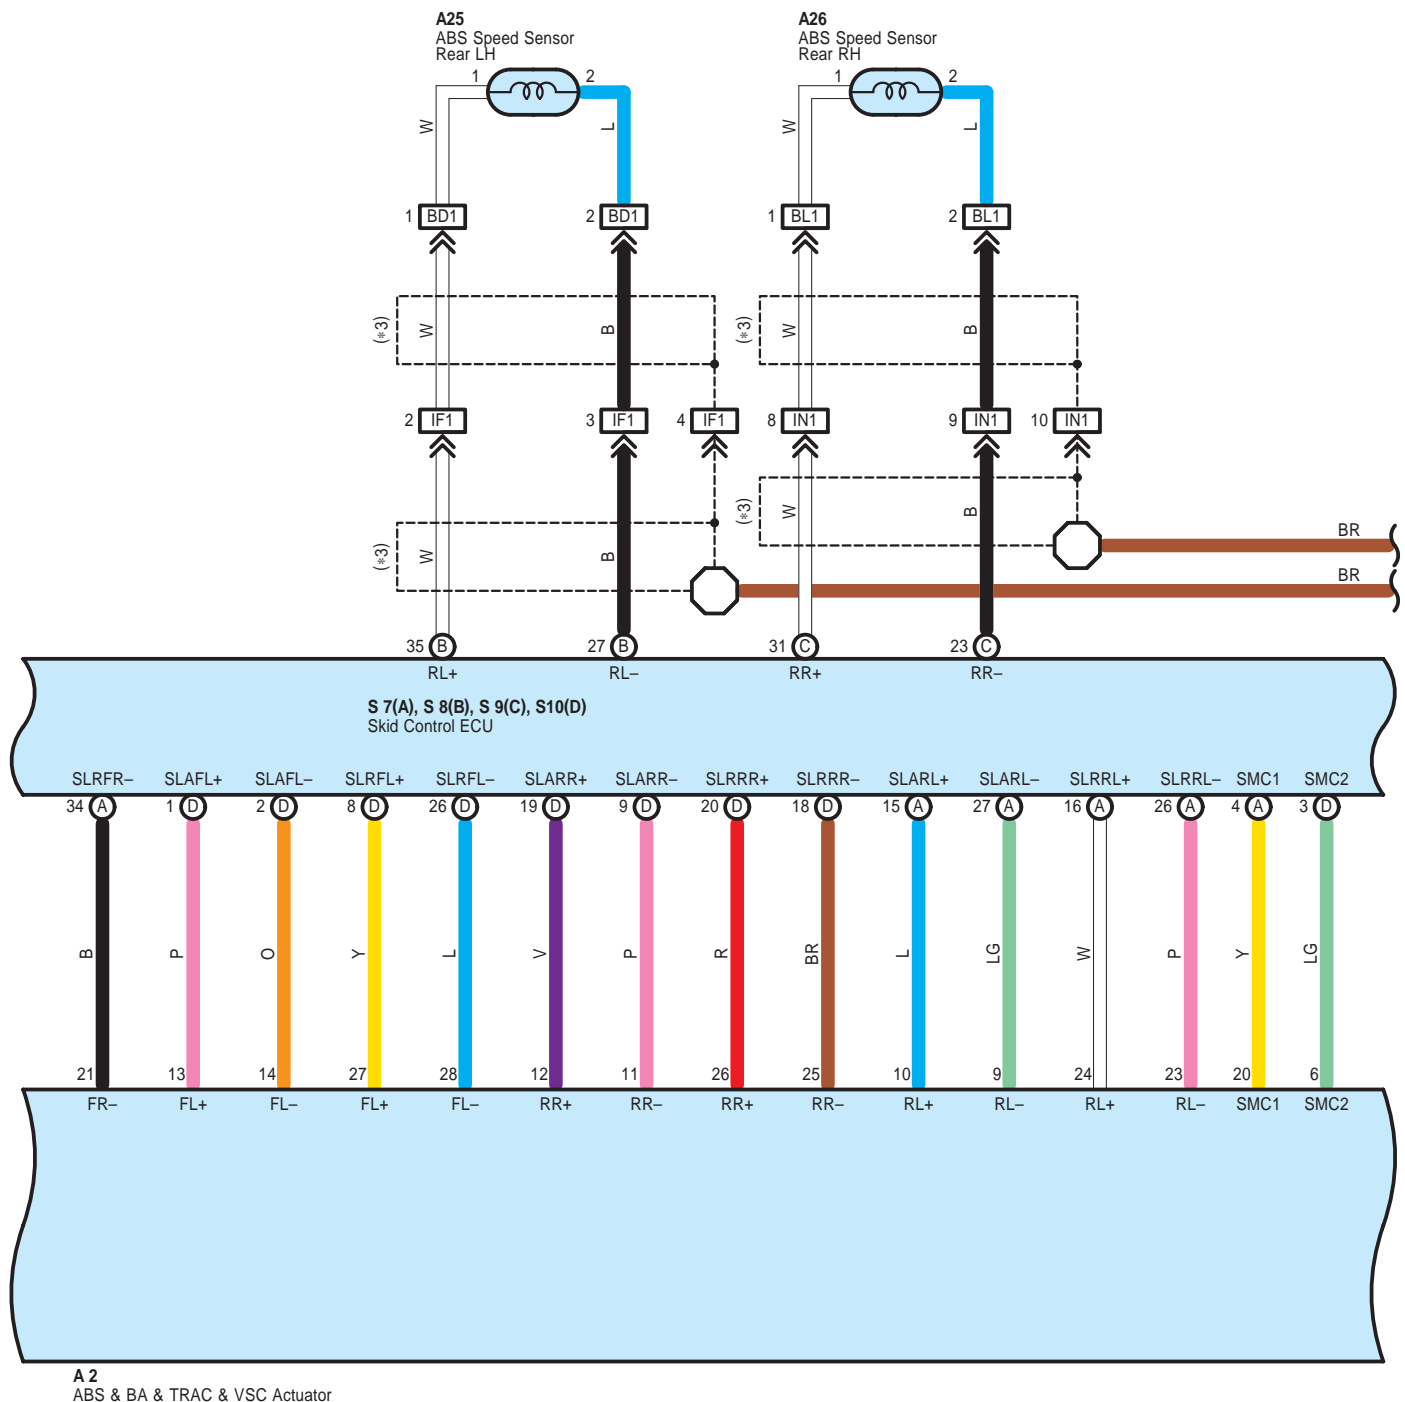 A25
ABS Speed Sensor
Rear LH
A26
ABS Speed Sensor
Rear RH
1 2 1 2
W L W L
1 BD1 2 BD1 1 BL1 2 BL1
(*3) W B (*3) W B
2 IF1 3 IF1 4 IF1 8 IN1 9 IN1 10 IN1
(*3) W B
BR
(*3) W B
BR
35 B 27 B 31 C 23 C
RL+ RL– RR+ RR–
S 7(A), S 8(B), S 9(C), S10(D)
Skid Control ECU
SLRFR– SLAFL+ SLAFL– SLRFL+ SLRFL– SLARR+ SLARR– SLRRR+ SLRRR– SLARL+ SLARL– SLRRL+ SLRRL– SMC1 SMC2
34 A 1 D 2 D 8 D 26 D 19 D 9 D 20 D 18 D 15 A 27 A 16 A 26 A 4 A 3 D
B P O Y L V P R BR L LG W P Y LG
21 13 14 27 28 12 11 26 25 10 9 24 23 20 6
FR– FL+ FL– FL+ FL– RR+ RR– RR+ RR– RL+ RL– RL+ RL– SMC1 SMC2
A 2
ABS & BA & TRAC & VSC Actuator